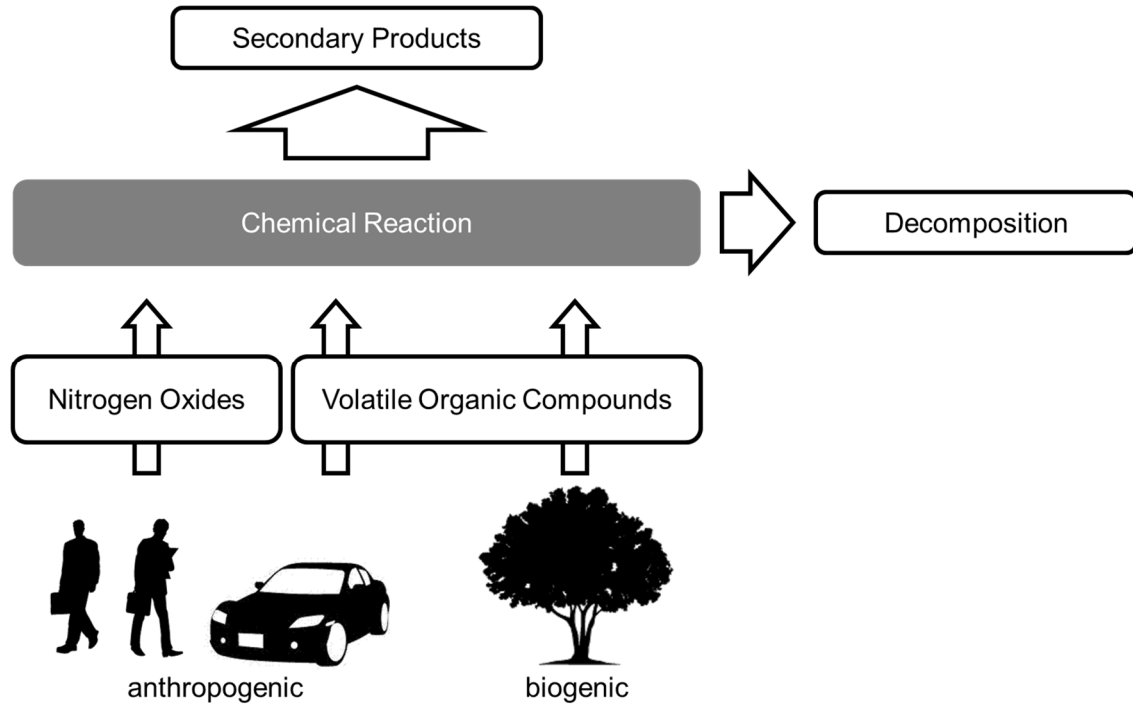 Secondary Products
Chemical Reaction
Decomposition
Nitrogen Oxides
Volatile Organic Compounds
anthropogenic
biogenic